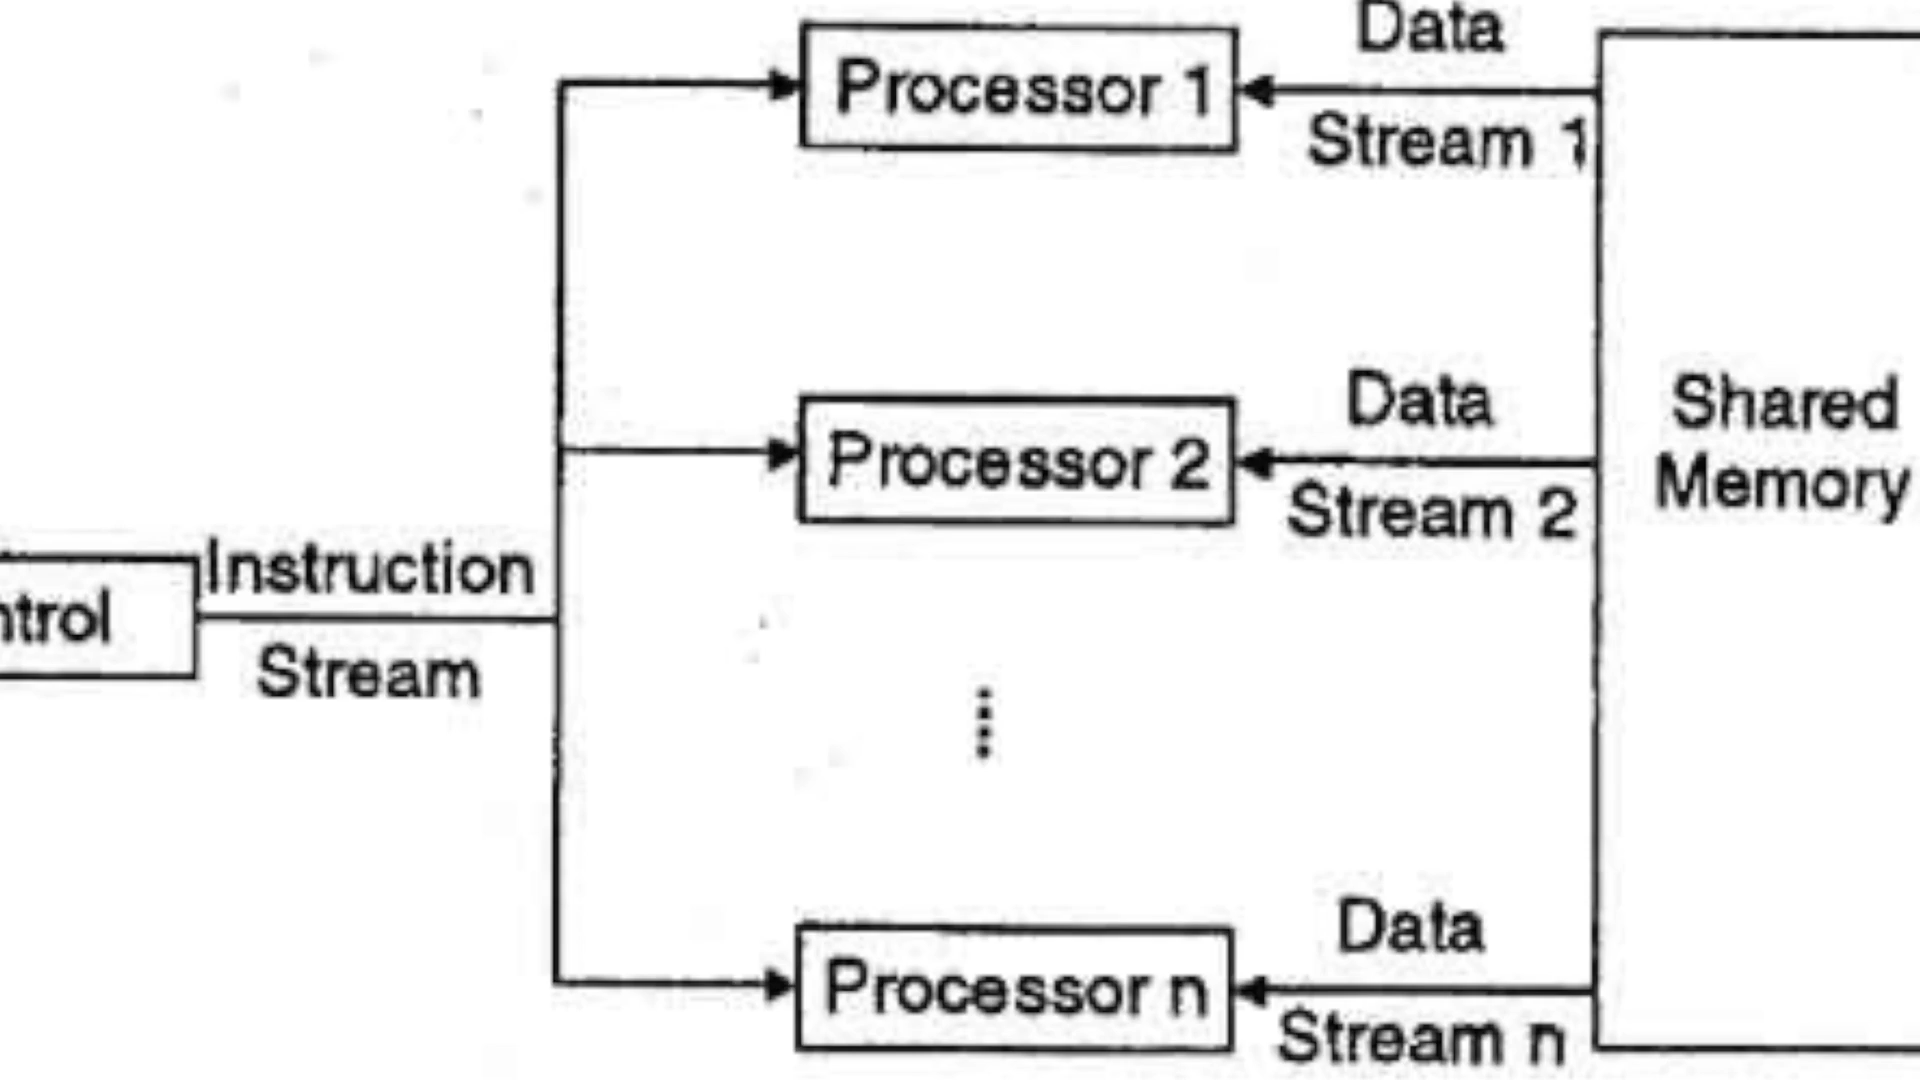 Data
Processor 1
Stream 1
Data
Shared
Processor 2
Memory
Stream 2
Instruction
ntrol
Stream
Data
Processor n
Stream n